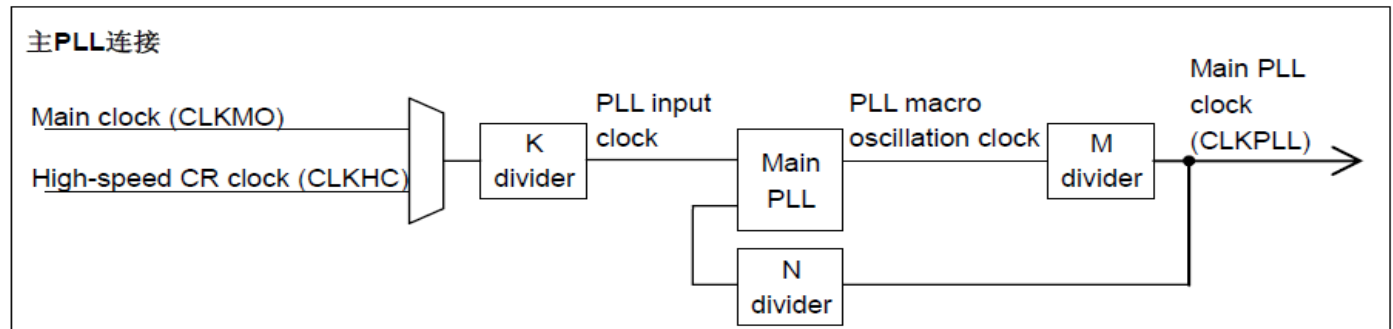 主PLL连接
Main clock (CLKMO)
High-speed CR clock (CLKHC)
K
divider
PLL input
clock
Main
PLL
N
divider
PLL macro
oscillation clock
M
divider
Main PLL
clock
(CLKPLL)